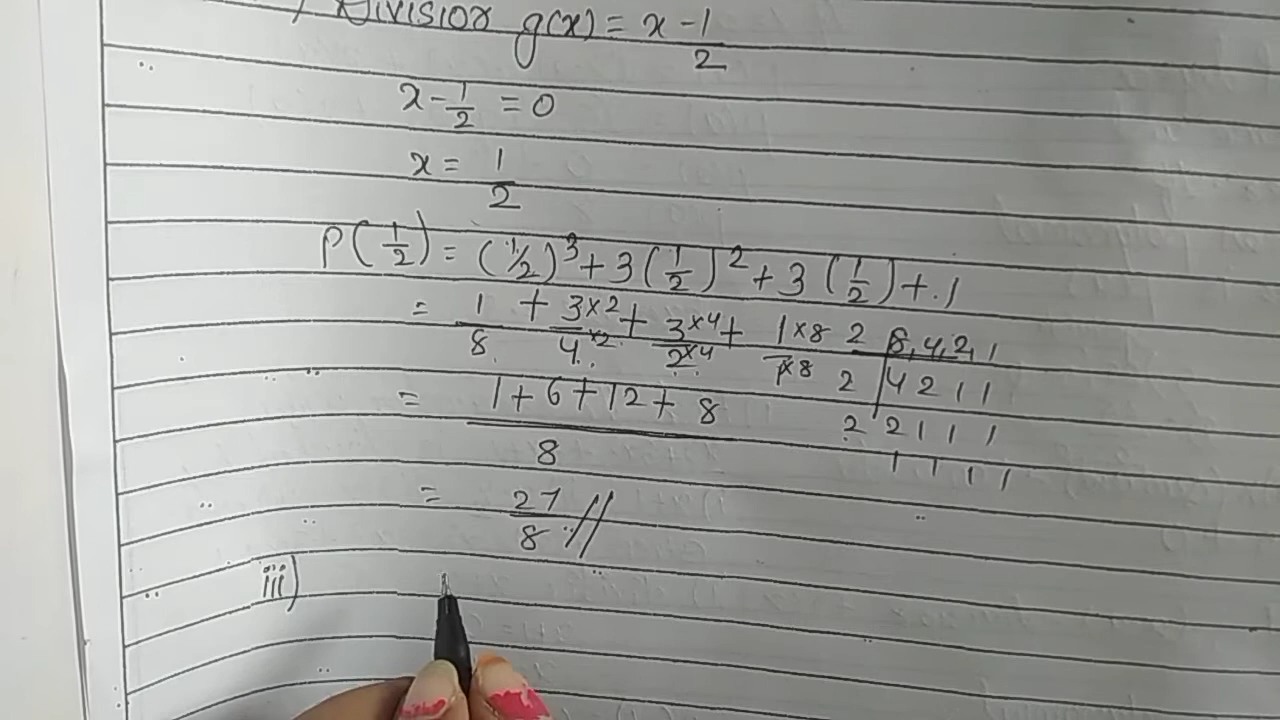 ) Division g(x) = x - 1/2
x - 1/2 = 0
x = 1/2
P(1/2) = (1/2)³ + 3(1/2)² + 3(1/2) + 1
= 1/8 + 3×2/4×2 + 3×4/2×4 + 1×8/1×8
2 | 8, 4, 2, 1
2 | 4 2 1 1
2 | 2 1 1 1
1 1 1 1
= 1 + 6 + 12 + 8 / 8
= 27/8 //
iii)